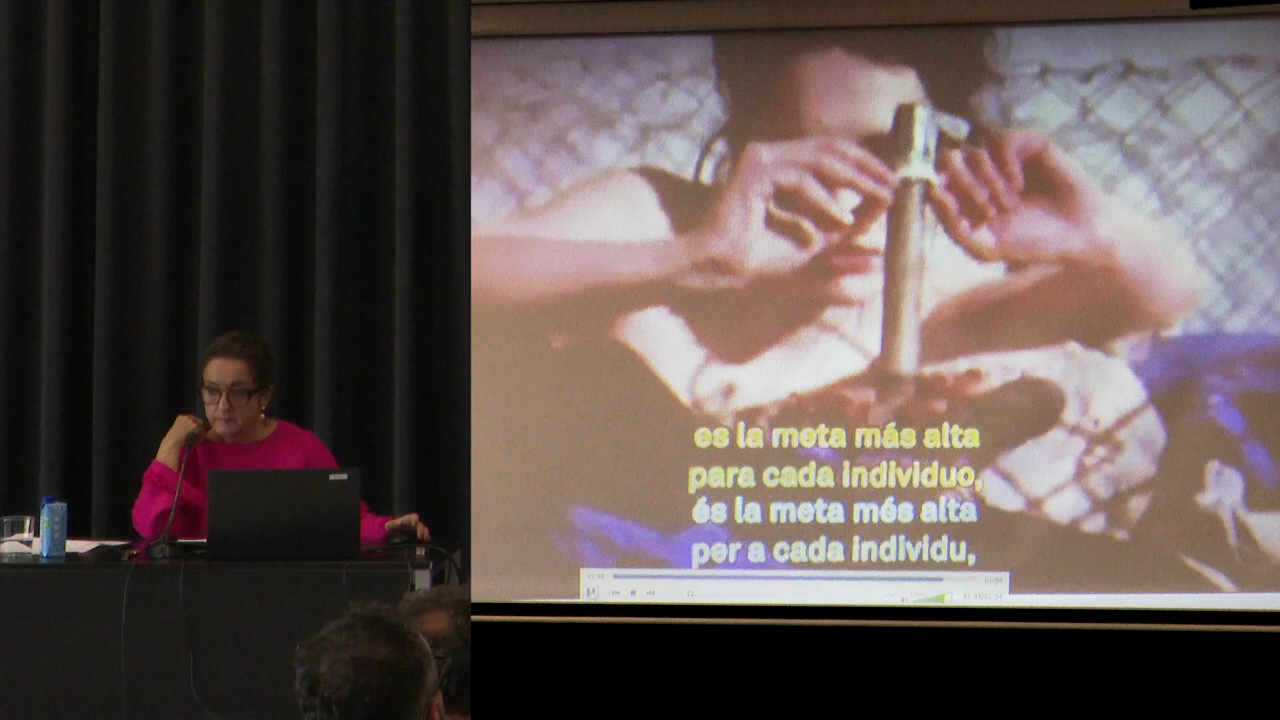 es la meta más alta
para cada individuo,
és la meta més alta
per a cada individu,